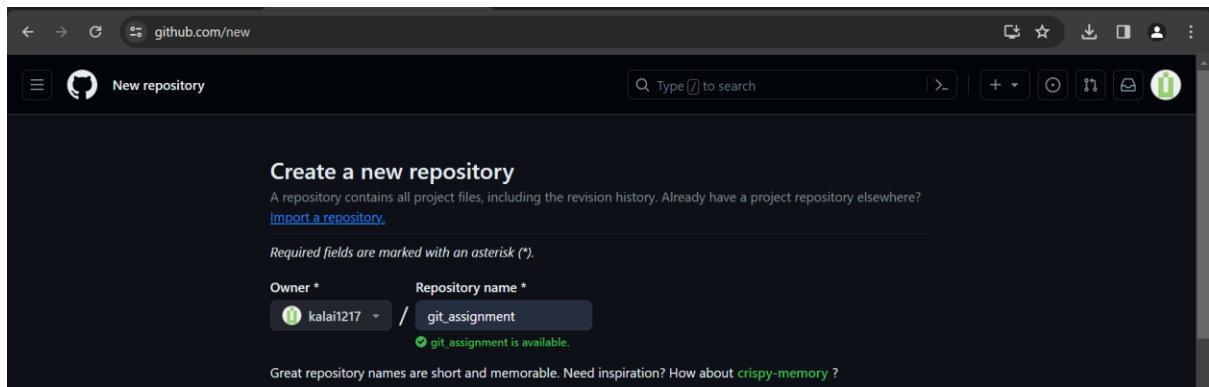 github.com/new
New repository
Type / to search
Create a new repository
A repository contains all project files, including the revision history. Already have a project repository elsewhere?
Import a repository.
Required fields are marked with an asterisk (*).
Owner * Repository name *
kalai1217 / git_assignment
git_assignment is available.
Great repository names are short and memorable. Need inspiration? How about crispy-memory ?